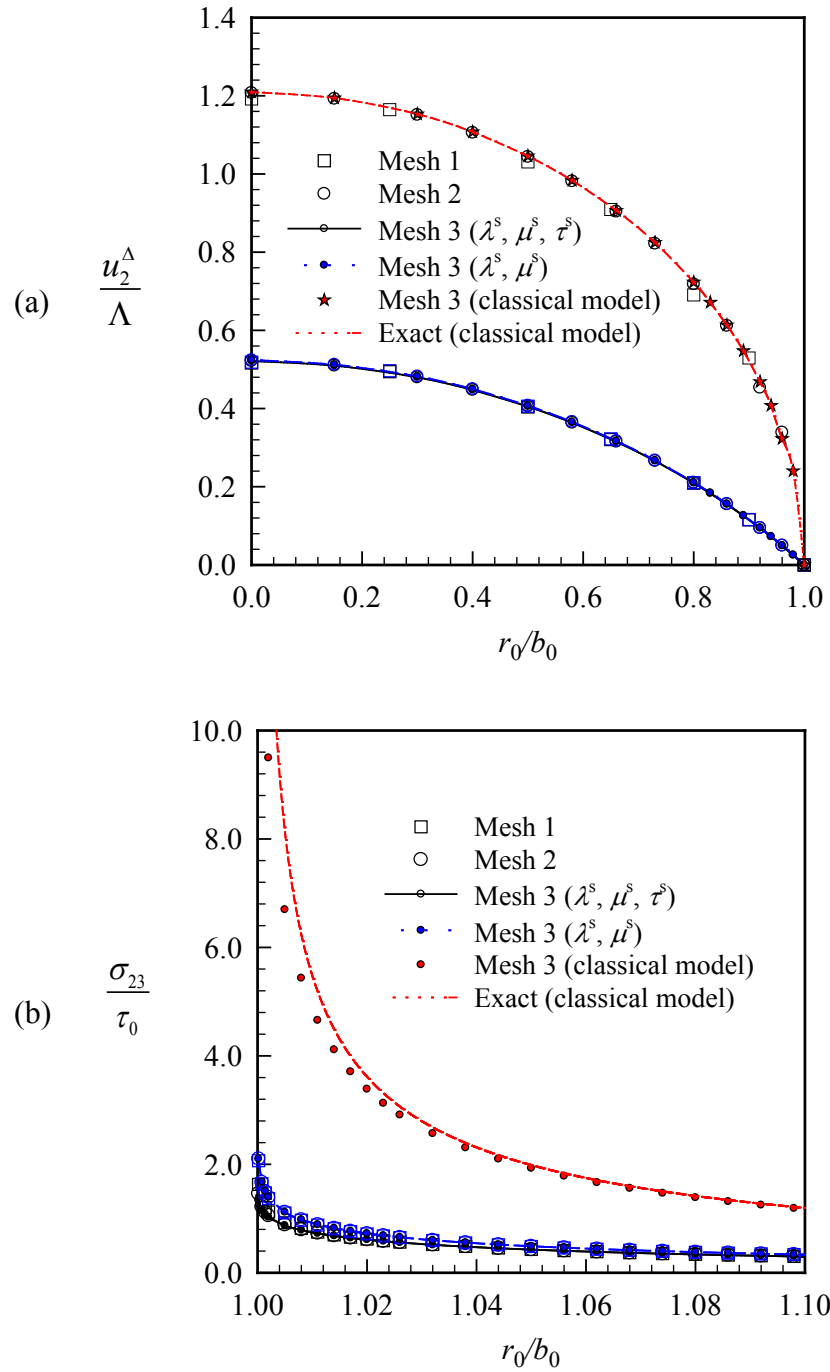 1.4
1.2
1.0
0.8
0.6
0.4
0.2
0.0
0.0 0.2 0.4 0.6 0.8 1.0
r₀/b₀
(a)
u₂^Δ
Λ
Mesh 1
Mesh 2
Mesh 3 (λˢ, μˢ, τˢ)
Mesh 3 (λˢ, μˢ)
Mesh 3 (classical model)
Exact (classical model)
10.0
8.0
6.0
4.0
2.0
0.0
1.00 1.02 1.04 1.06 1.08 1.10
r₀/b₀
(b)
σ₂₃
τ₀
Mesh 1
Mesh 2
Mesh 3 (λˢ, μˢ, τˢ)
Mesh 3 (λˢ, μˢ)
Mesh 3 (classical model)
Exact (classical model)